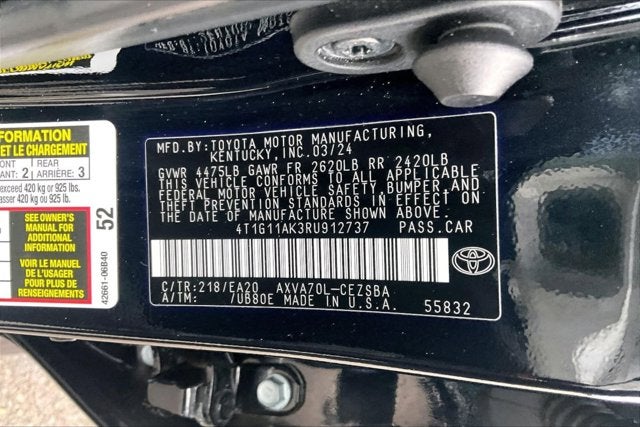 FORMATION
ET LE CHARGEMENT
ONT
ANT: 2
REAR
ARRIÈRE: 3
exceed 420 kg or 925 lbs.
asser 420 kg ou 925 lb.
SEE OWNER'S
MANUAL FOR
ADDITIONAL
INFORMATION
VOIR LE MANUEL
DE L'USAGER
POUR PLUS DE
RENSEIGNEMENTS
52
42661-06B40
MFD. BY: TOYOTA MOTOR MANUFACTURING,
KENTUCKY, INC. 03/24
GVWR 4475LB GAWR FR 2620LB RR 2420LB
THIS VEHICLE CONFORMS TO ALL APPLICABLE
FEDERAL MOTOR VEHICLE SAFETY, BUMPER, AND
THEFT PREVENTION STANDARDS IN EFFECT ON
THE DATE OF MANUFACTURE SHOWN ABOVE.
4T1G11AK3RU912737 PASS. CAR
C/TR: 218/EA20 AXVA70L-CEZSBA
A/TM: /UB80E MADE IN U.S.A. 55832